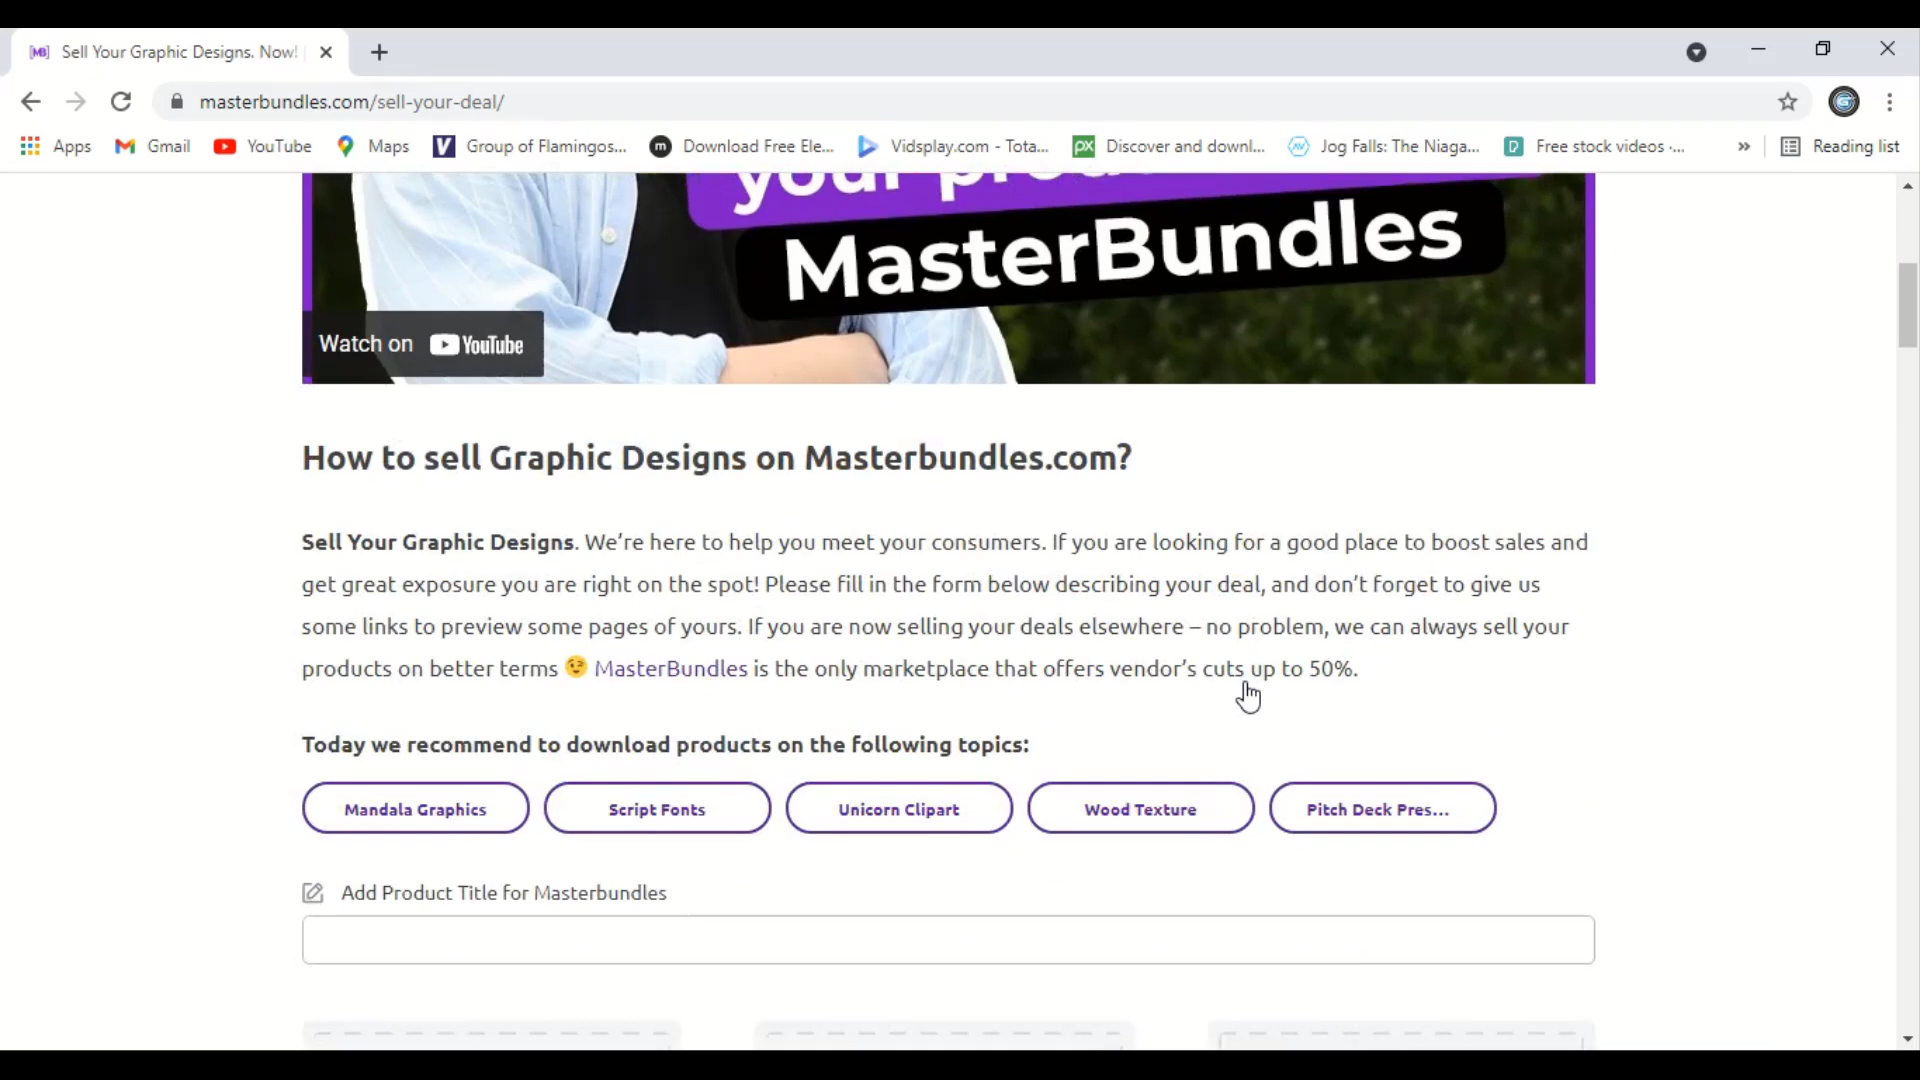 [MB] Sell Your Graphic Designs. Now!
masterbundles.com/sell-your-deal/
Apps Gmail YouTube Maps V Group of Flamingos... m Download Free Ele... Vidsplay.com - Tota... px Discover and downl... Jog Falls: The Niaga... Free stock videos ·... » Reading list
MasterBundles
Watch on YouTube
How to sell Graphic Designs on Masterbundles.com?
Sell Your Graphic Designs. We’re here to help you meet your consumers. If you are looking for a good place to boost sales and
get great exposure you are right on the spot! Please fill in the form below describing your deal, and don’t forget to give us
some links to preview some pages of yours. If you are now selling your deals elsewhere – no problem, we can always sell your
products on better terms 😉 MasterBundles is the only marketplace that offers vendor’s cuts up to 50%.
Today we recommend to download products on the following topics:
Mandala Graphics Script Fonts Unicorn Clipart Wood Texture Pitch Deck Pres...
Add Product Title for Masterbundles